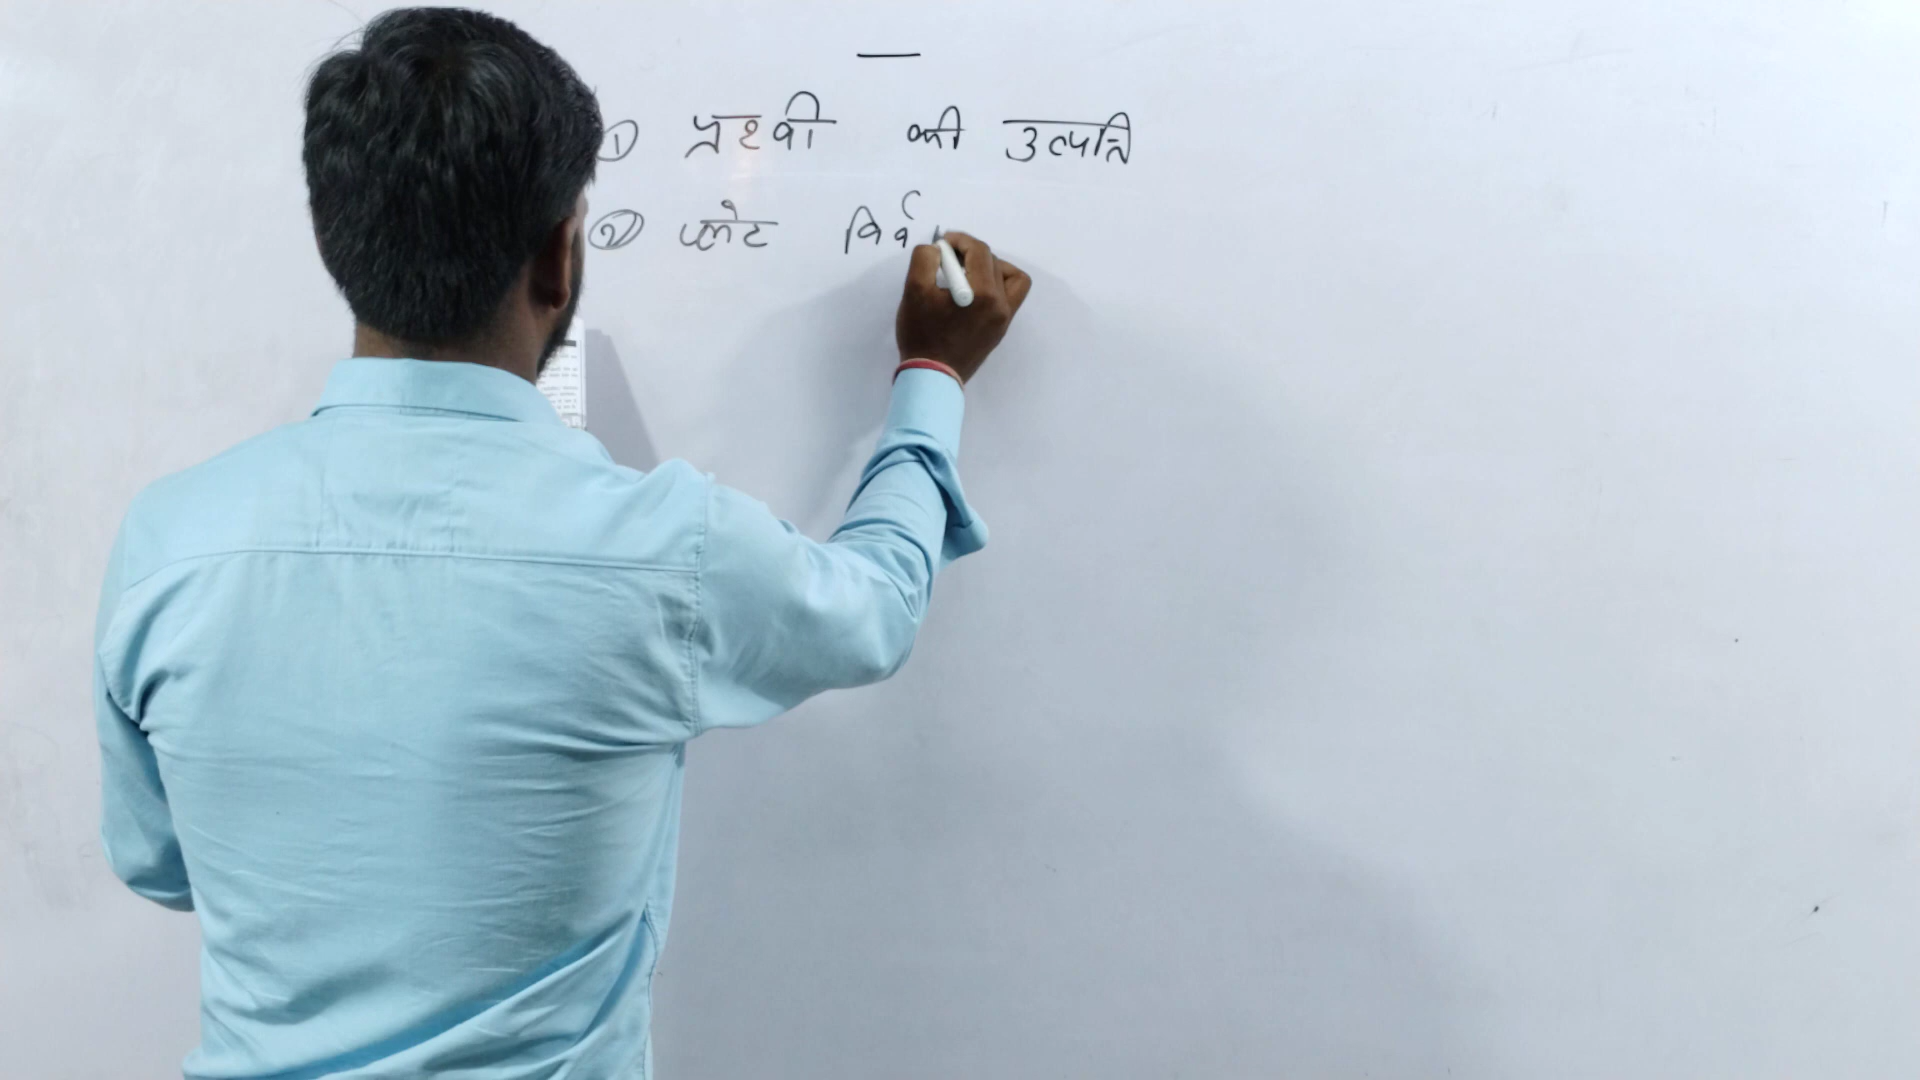 ① प्रथ्वी की उत्पत्ति
② प्लेट विर्व